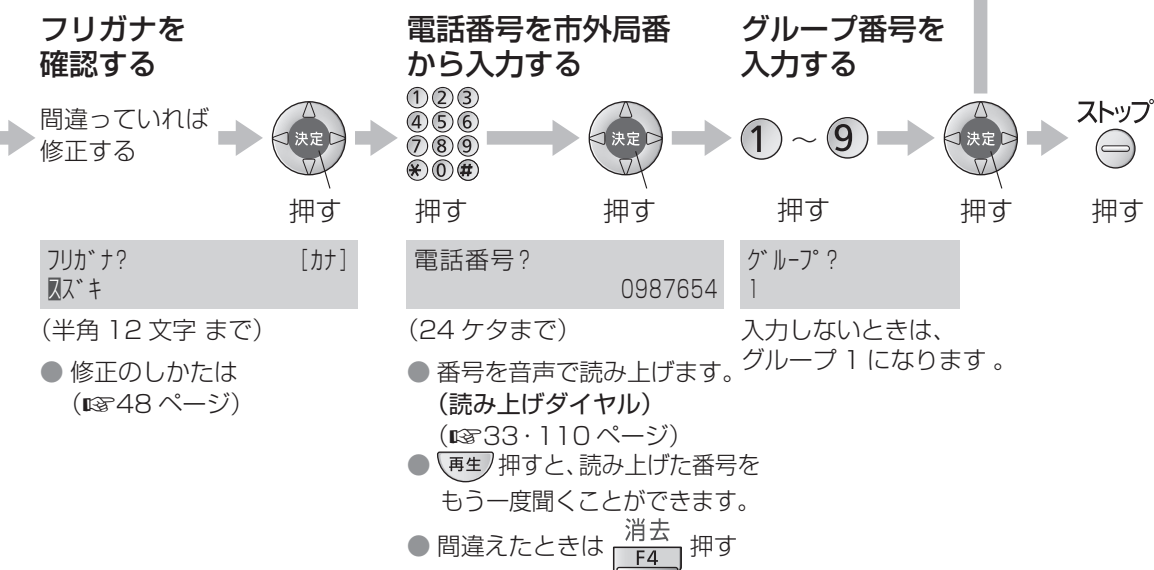 フリガナを
確認する
間違っていれば
修正する
決定
押す
フリガナ? [カナ]
スズキ
(半角 12 文字 まで)
● 修正のしかたは
(☞48 ページ)
電話番号を市外局番
から入力する
① ② ③
④ ⑤ ⑥
⑦ ⑧ ⑨
* ⓪ #
押す
決定
押す
電話番号?
0987654
(24 ケタまで)
● 番号を音声で読み上げます。
(読み上げダイヤル)
(☞33・110 ページ)
● 再生 押すと、読み上げた番号を
もう一度聞くことができます。
消去
● 間違えたときは F4 押す
グループ番号を
入力する
① ~ ⑨
押す
決定
押す
グループ?
1
入力しないときは、
グループ 1 になります 。
ストップ
押す